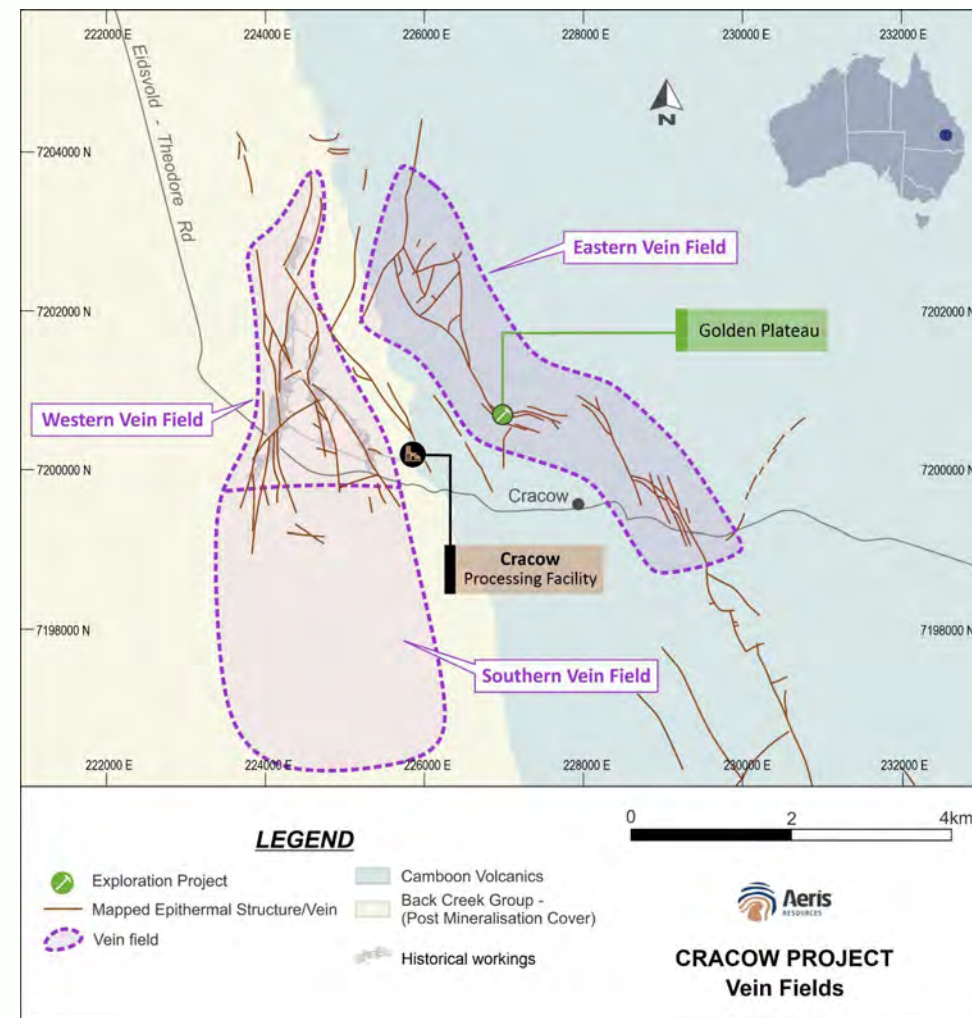 222000 E 224000 E 226000 E 228000 E 230000 E 232000 E
Eidsvold - Theodore Rd
N
7204000 N
Eastern Vein Field
7202000 N 7202000 N
Golden Plateau
Western Vein Field
7200000 N 7200000 N
Cracow
Cracow
Processing Facility
7198000 N 7198000 N
Southern Vein Field
222000 E 224000 E 226000 E 228000 E 230000 E 232000 E
LEGEND
0 2 4km
Exploration Project
Mapped Epithermal Structure/Vein
Vein field
Camboon Volcanics
Back Creek Group -
(Post Mineralisation Cover)
Historical workings
Aeris
RESOURCES
CRACOW PROJECT
Vein Fields